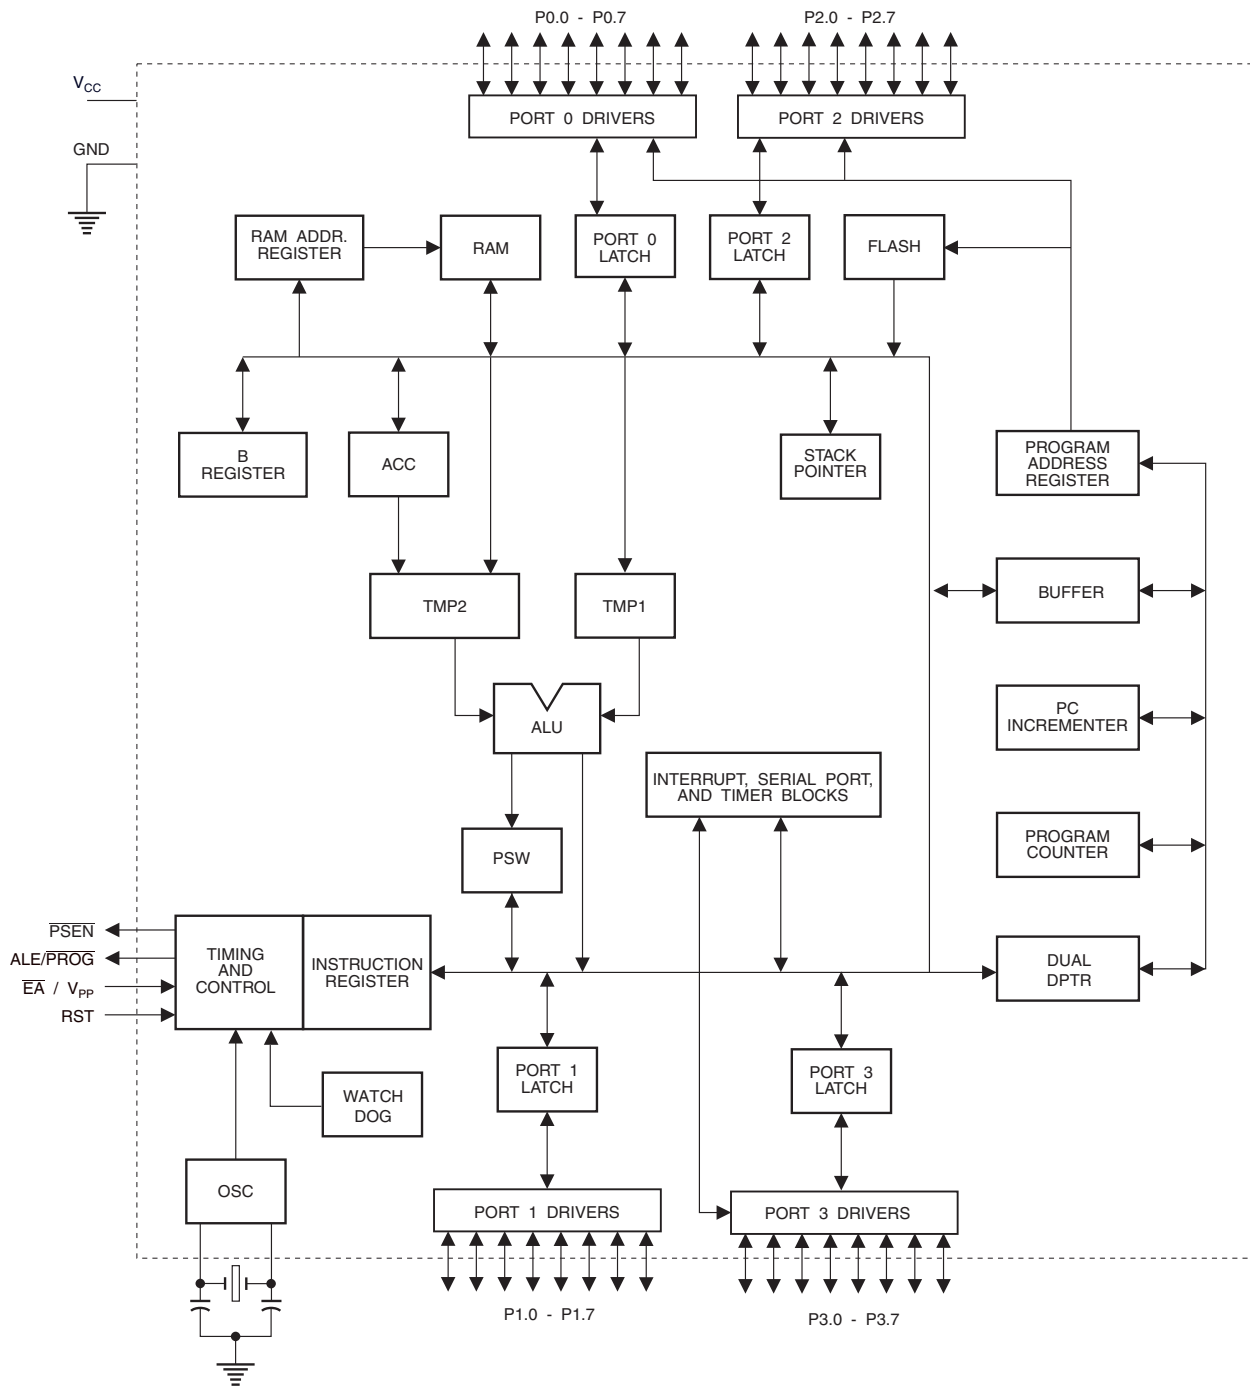 P0.0 - P0.7
P2.0 - P2.7
VCC
PORT 0 DRIVERS
PORT 2 DRIVERS
GND
RAM ADDR.
REGISTER
RAM
PORT 0
LATCH
PORT 2
LATCH
FLASH
B
REGISTER
ACC
STACK
POINTER
PROGRAM
ADDRESS
REGISTER
TMP2
TMP1
BUFFER
ALU
PC
INCREMENTER
INTERRUPT, SERIAL PORT,
AND TIMER BLOCKS
PSW
PROGRAM
COUNTER
PSEN
ALE/PROG
EA / VPP
RST
TIMING
AND
CONTROL
INSTRUCTION
REGISTER
DUAL
DPTR
PORT 1
LATCH
PORT 3
LATCH
WATCH
DOG
OSC
PORT 1 DRIVERS
PORT 3 DRIVERS
P1.0 - P1.7
P3.0 - P3.7